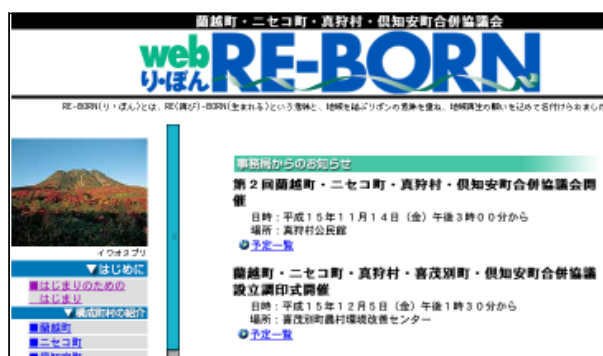 蘭越町・ニセコ町・真狩村・倶知安町合併協議会
web
り・ぼん
RE-BORN
RE-BORN(り・ぼん)とは、RE(再び)-BORN(生まれる)という意味と、地域を結ぶリボンの意味を重ね、地域再生の願いを込めて名付けられました
イワオヌプリ
▼はじめに
■はじまりのための
はじまり
▼構成町村の紹介
■蘭越町
■ニセコ町
事務局からのお知らせ
第2回蘭越町・ニセコ町・真狩村・倶知安町合併協議会開
催
日時:平成15年11月14日(金)午後3時00分から
場所:真狩村公民館
予定一覧
蘭越町・ニセコ町・真狩村・喜茂別町・倶知安町合併協議会
設立調印式開催
日時:平成15年12月5日(金)午後1時30分から
場所:喜茂別町農村環境改善センター
予定一覧